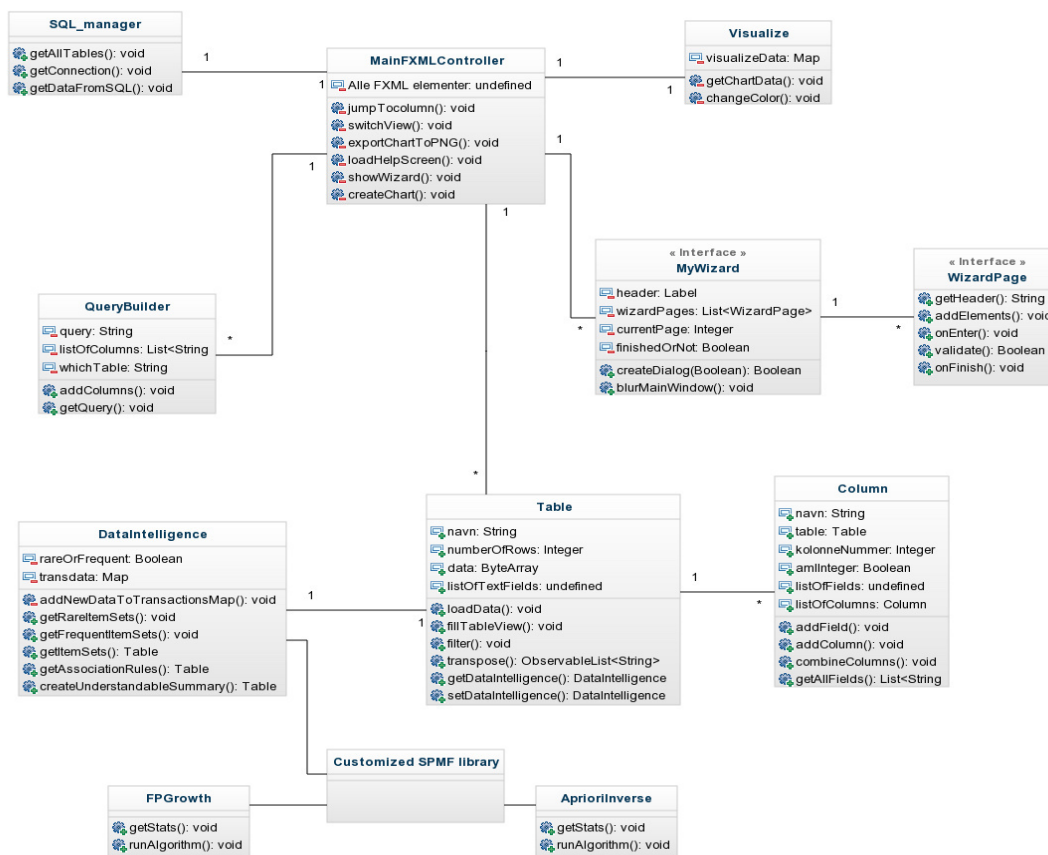 SQL_manager
getAllTables(): void
getConnection(): void
getDataFromSQL(): void
1
1
MainFXMLController
Alle FXML elementer: undefined
jumpTocolumn(): void
switchView(): void
exportChartToPNG(): void
loadHelpScreen(): void
showWizard(): void
createChart(): void
1
1
Visualize
visualizeData: Map
getChartData(): void
changeColor(): void
1
*
1
*
1
*
QueryBuilder
query: String
listOfColumns: List<String
whichTable: String
addColumns(): void
getQuery(): void
« Interface »
MyWizard
header: Label
wizardPages: List<WizardPage>
currentPage: Integer
finishedOrNot: Boolean
createDialog(Boolean): Boolean
blurMainWindow(): void
1
*
« Interface »
WizardPage
getHeader(): String
addElements(): void
onEnter(): void
validate(): Boolean
onFinish(): void
DataIntelligence
rareOrFrequent: Boolean
transdata: Map
addNewDataToTransactionsMap(): void
getRareItemSets(): void
getFrequentItemSets(): void
getItemSets(): Table
getAssociationRules(): Table
createUnderstandableSummary(): Table
1
1
Table
navn: String
numberOfRows: Integer
data: ByteArray
listOfTextFields: undefined
loadData(): void
fillTableView(): void
filter(): void
transpose(): ObservableList<String>
getDataIntelligence(): DataIntelligence
setDataIntelligence(): DataIntelligence
1
*
Column
navn: String
table: Table
kolonneNummer: Integer
amIInteger: Boolean
listOfFields: undefined
listOfColumns: Column
addField(): void
addColumn(): void
combineColumns(): void
getAllFields(): List<String
Customized SPMF library
FPGrowth
getStats(): void
runAlgorithm(): void
AprioriInverse
getStats(): void
runAlgorithm(): void